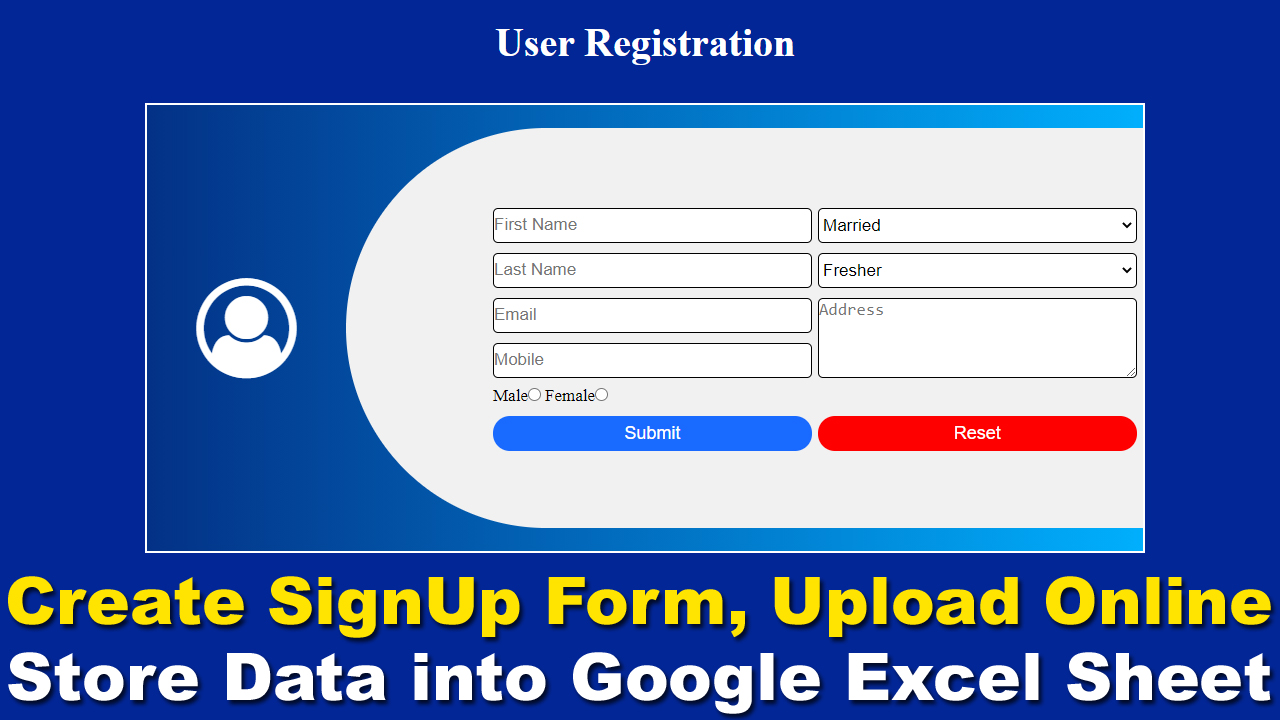 User Registration
First Name
Married
Last Name
Fresher
Email
Address
Mobile
Male Female
Submit
Reset
Create SignUp Form, Upload Online
Store Data into Google Excel Sheet